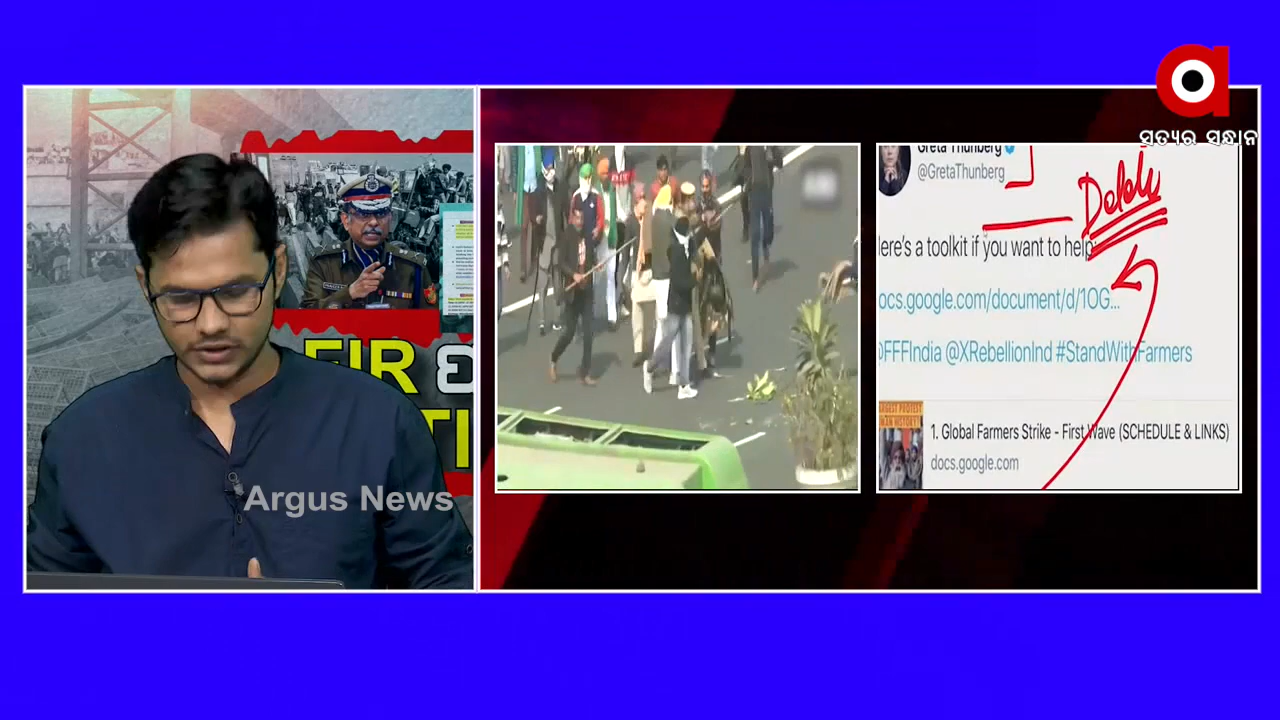 ସତ୍ୟର ସନ୍ଧାନ
Argus News
FIR
Greta Thunberg
@GretaThunberg
Delete
ere's a toolkit if you want to help:
ocs.google.com/document/d/1OG...
@FFFIndia @XRebellionInd #StandWithFarmers
1. Global Farmers Strike - First Wave (SCHEDULE & LINKS)
docs.google.com